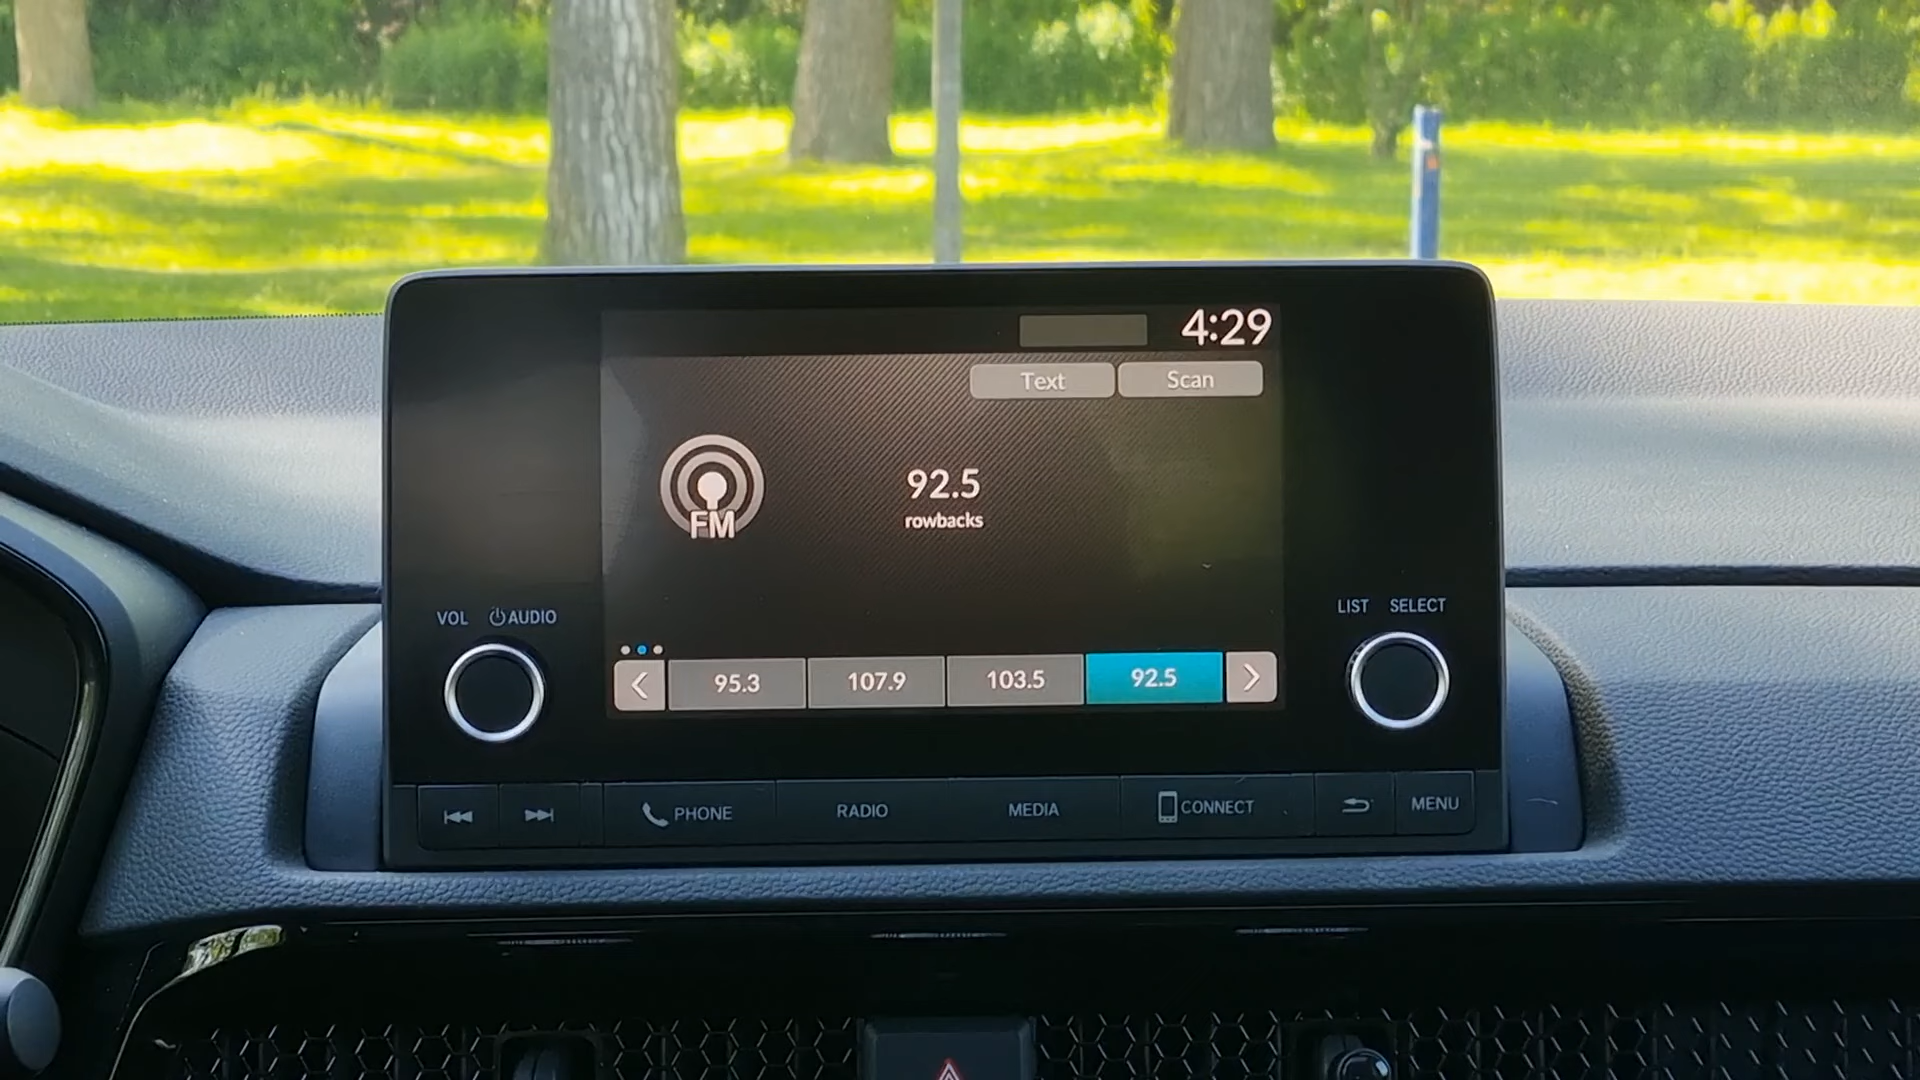 4:29
Text Scan
92.5
rowbacks
FM
VOL AUDIO
LIST SELECT
95.3 107.9 103.5 92.5
PHONE RADIO MEDIA CONNECT MENU